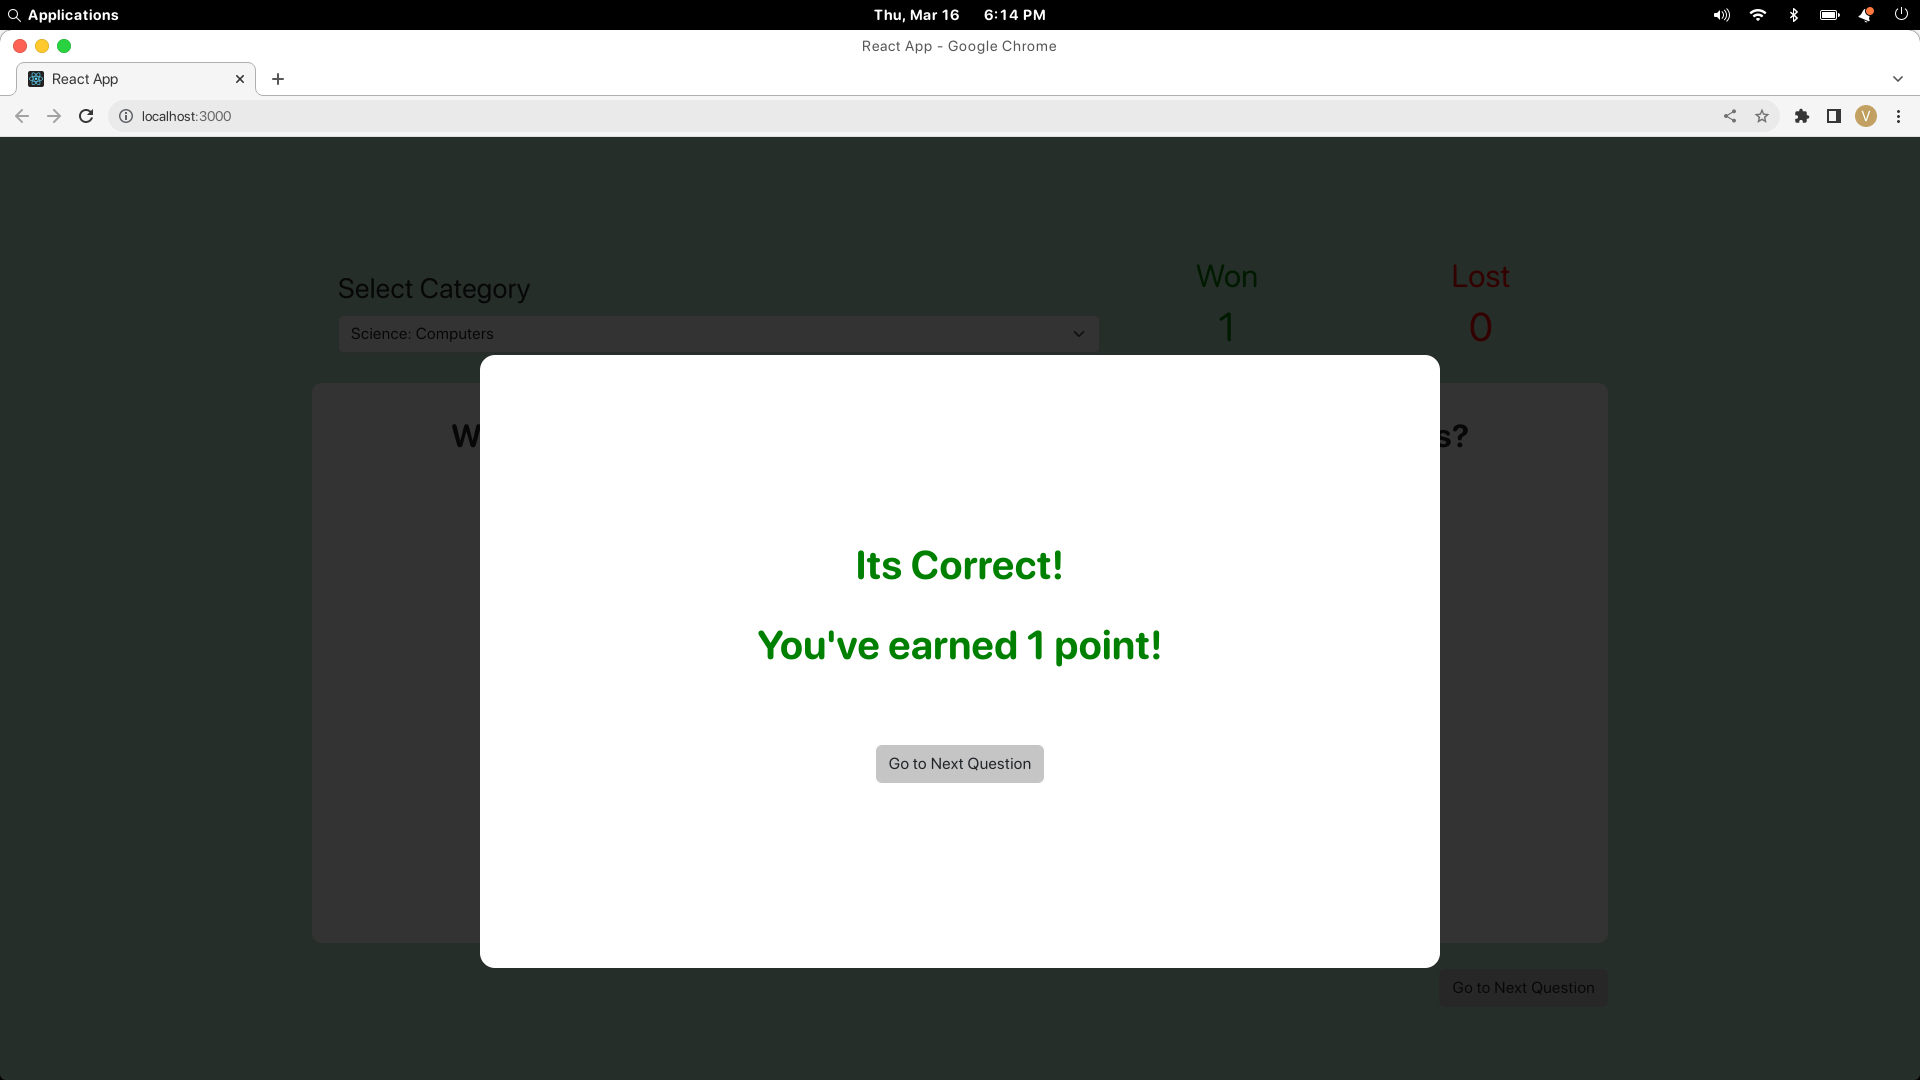 Applications
Thu, Mar 16 6:14 PM
React App - Google Chrome
React App
localhost:3000
V
Select Category
Won
Lost
Science: Computers
1
0
s?
Its Correct!
You've earned 1 point!
Go to Next Question
Go to Next Question